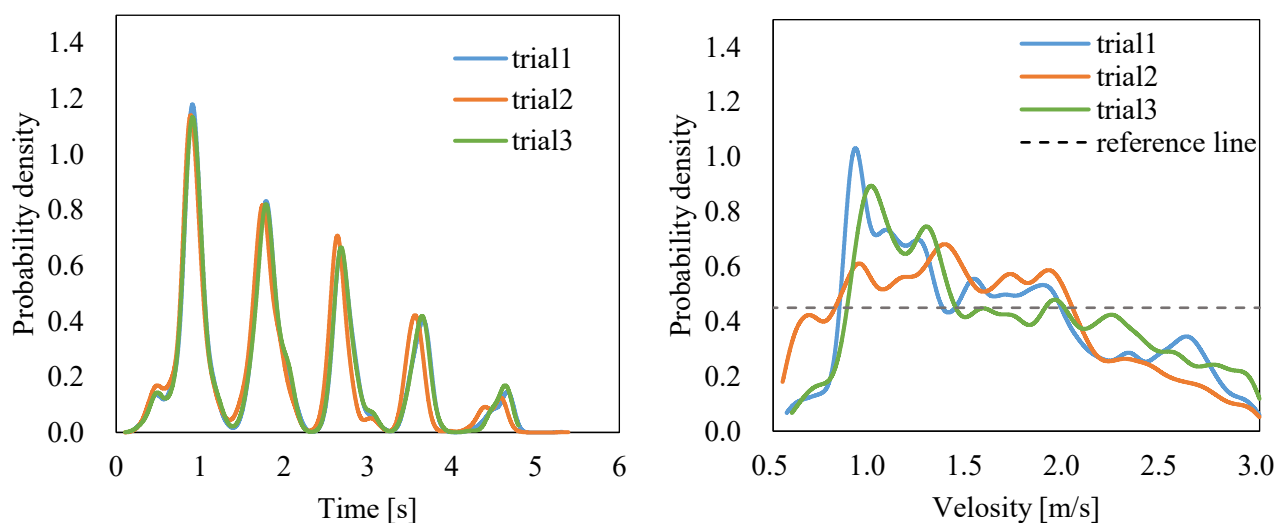 1.4
1.2
1.0
0.8
0.6
0.4
0.2
0.0
Probability density
0 1 2 3 4 5 6
Time [s]
trial1
trial2
trial3
1.4
1.2
1.0
0.8
0.6
0.4
0.2
0.0
Probability density
0.5 1.0 1.5 2.0 2.5 3.0
Velosity [m/s]
trial1
trial2
trial3
reference line